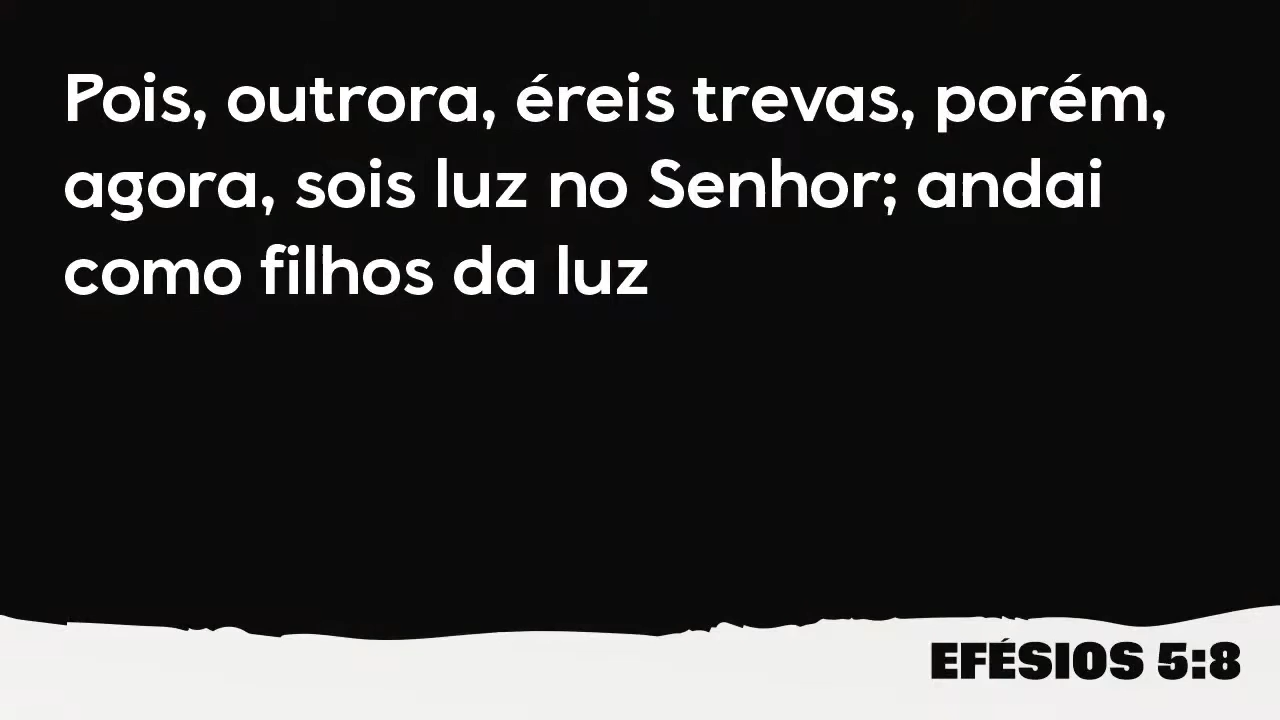 Pois, outrora, éreis trevas, porém,
agora, sois luz no Senhor; andai
como filhos da luz
EFÉSIOS 5:8